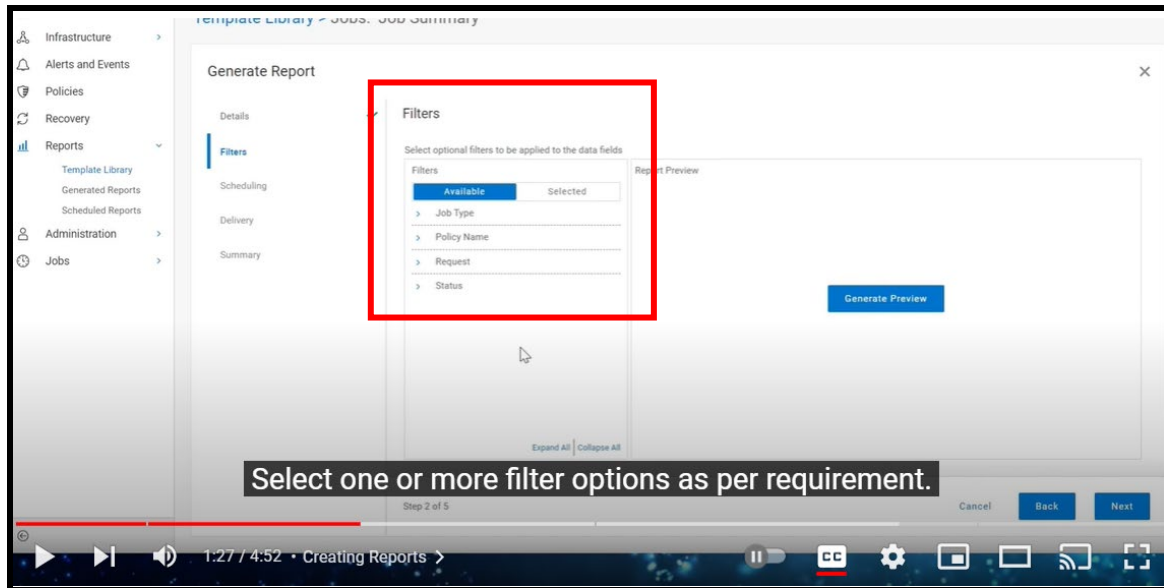 Template Library > Jobs: Job Summary
Infrastructure
Alerts and Events
Policies
Recovery
Reports
Template Library
Generated Reports
Scheduled Reports
Administration
Jobs
Generate Report
Details
Filters
Scheduling
Delivery
Summary
Filters
Select optional filters to be applied to the data fields
Filters
Available Selected
Job Type
Policy Name
Request
Status
Expand All Collapse All
Report Preview
Generate Preview
Select one or more filter options as per requirement.
Step 2 of 5
Cancel Back Next
1:27 / 4:52 • Creating Reports
CC